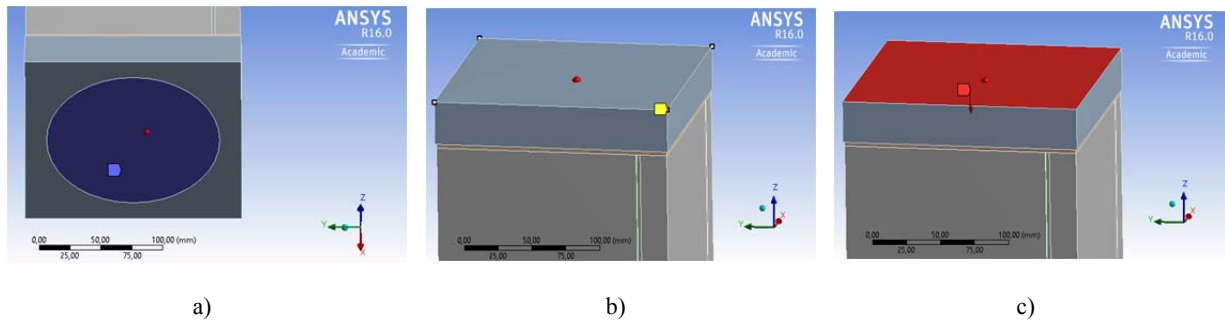 ANSYS
R16.0
Academic
Z
Y
X
0,00 50,00 100,00 (mm)
25,00 75,00
ANSYS
R16.0
Academic
Z
Y
X
0,00 50,00 100,00 (mm)
25,00 75,00
ANSYS
R16.0
Academic
Z
Y
X
0,00 50,00 100,00 (mm)
25,00 75,00
a) b) c)